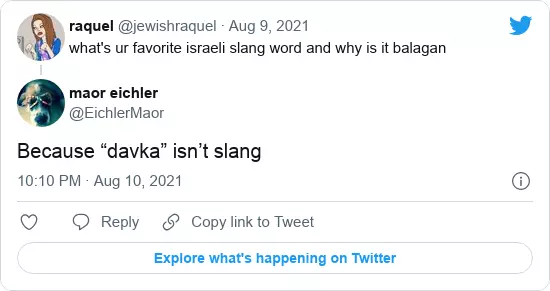 raquel @jewishraquel · Aug 9, 2021
what's ur favorite israeli slang word and why is it balagan
maor eichler
@EichlerMaor
Because “davka” isn’t slang
10:10 PM · Aug 10, 2021
Reply
Copy link to Tweet
Explore what's happening on Twitter